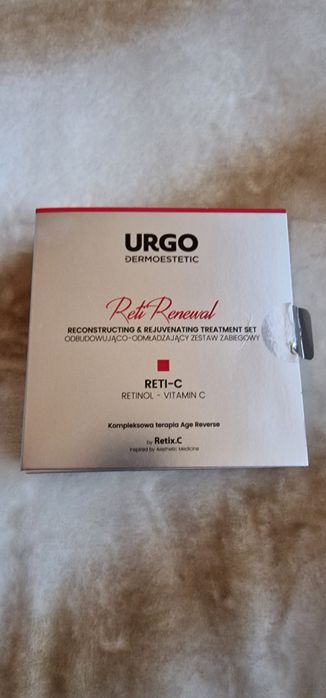 URGO
DERMOESTETIC
Reti Renewal
RECONSTRUCTING & REJUVENATING TREATMENT SET
ODBUDOWUJĄCO-ODMŁADZAJĄCY ZESTAW ZABIEGOWY
RETI-C
RETINOL - VITAMIN C
Kompleksowa terapia Age Reverse
by Retix.C
Inspired by Aesthetic Medicine